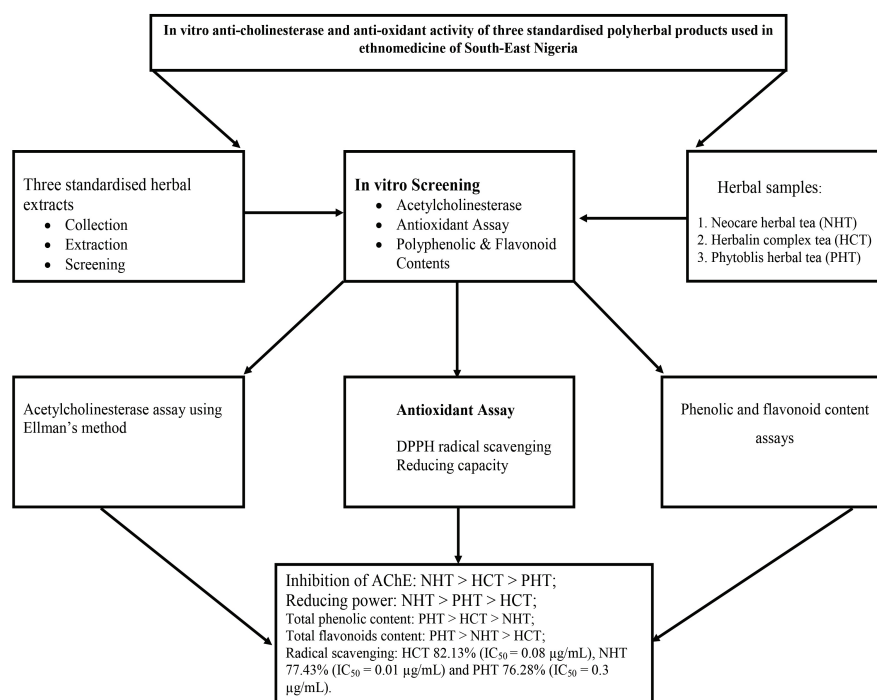 In vitro anti-cholinesterase and anti-oxidant activity of three standardised polyherbal products used in
ethnomedicine of South-East Nigeria
Three standardised herbal
extracts
• Collection
• Extraction
• Screening
In vitro Screening
• Acetylcholinesterase
• Antioxidant Assay
• Polyphenolic & Flavonoid
Contents
Herbal samples:
1. Neocare herbal tea (NHT)
2. Herbalin complex tea (HCT)
3. Phytoblis herbal tea (PHT)
Acetylcholinesterase assay using
Ellman's method
Antioxidant Assay
DPPH radical scavenging
Reducing capacity
Phenolic and flavonoid content
assays
Inhibition of AChE: NHT > HCT > PHT;
Reducing power: NHT > PHT > HCT;
Total phenolic content: PHT > HCT > NHT;
Total flavonoids content: PHT > NHT > HCT;
Radical scavenging: HCT 82.13% (IC50 = 0.08 µg/mL), NHT
77.43% (IC50 = 0.01 µg/mL) and PHT 76.28% (IC50 = 0.3
µg/mL).